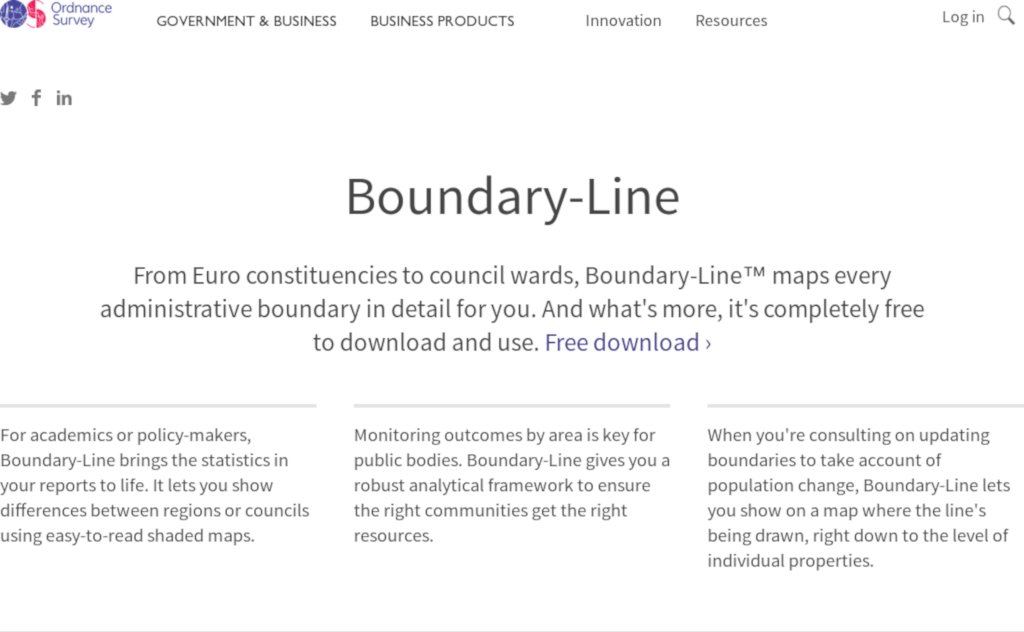 Ordnance
Survey
GOVERNMENT & BUSINESS
BUSINESS PRODUCTS
Innovation
Resources
Log in
Boundary-Line
From Euro constituencies to council wards, Boundary-Line™ maps every
administrative boundary in detail for you. And what's more, it's completely free
to download and use. Free download ›
For academics or policy-makers,
Boundary-Line brings the statistics in
your reports to life. It lets you show
differences between regions or councils
using easy-to-read shaded maps.
Monitoring outcomes by area is key for
public bodies. Boundary-Line gives you a
robust analytical framework to ensure
the right communities get the right
resources.
When you're consulting on updating
boundaries to take account of
population change, Boundary-Line lets
you show on a map where the line's
being drawn, right down to the level of
individual properties.